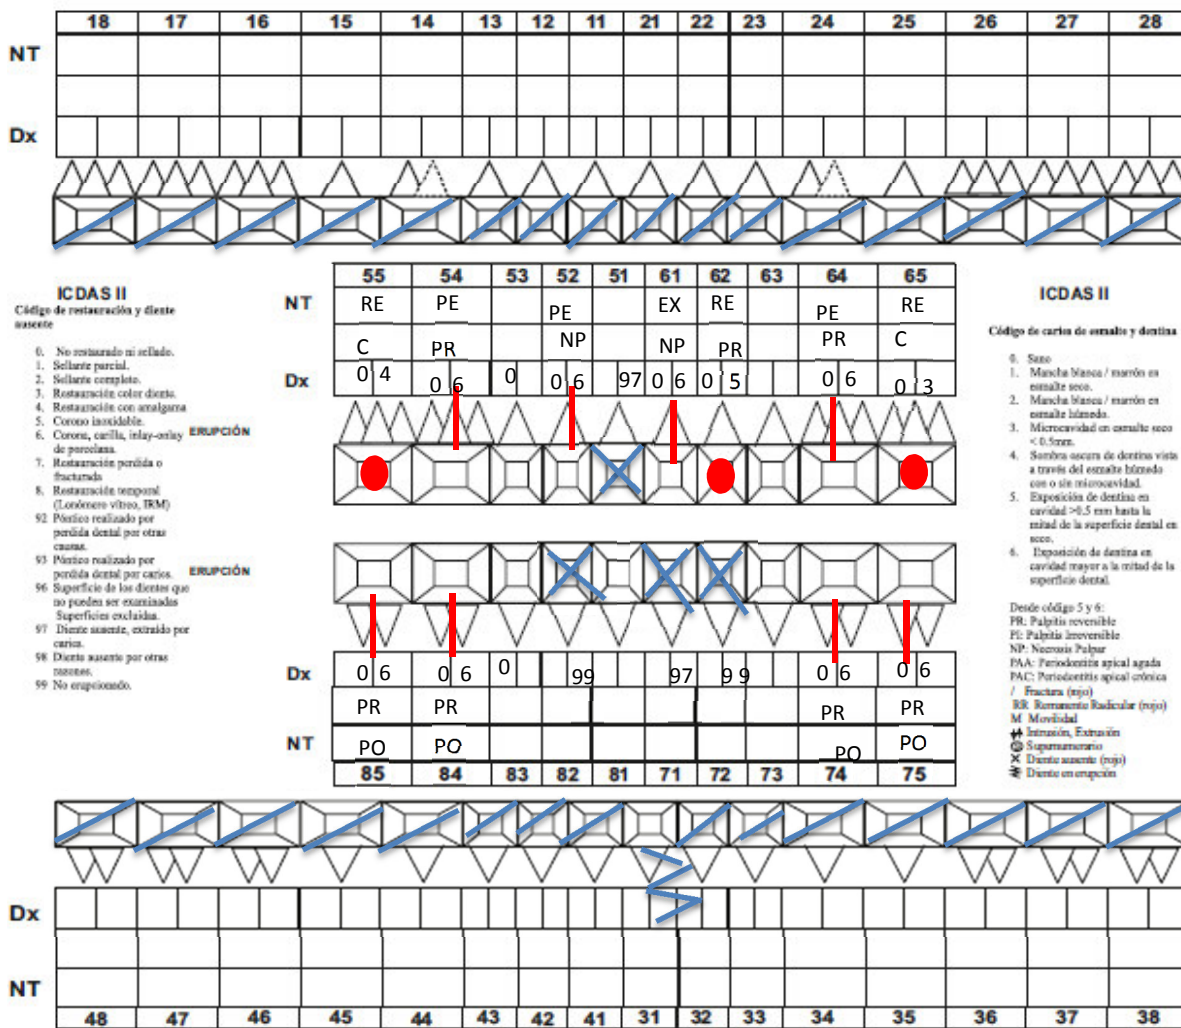 18 17 16 15 14 13 12 11 21 22 23 24 25 26 27 28
NT
Dx
ICDAS II
Código de restauración y diente
ausente
0. No restaurado ni sellado.
1. Sellante parcial.
2. Sellante completo.
3. Restauración color diente.
4. Restauración con amalgama
5. Corono inoxidable.
6. Corona, carilla, inlay-onlay
de porcelana.
7. Restauración perdida o
fracturada
8. Restauración temporal
(Lonómero vítreo, IRM)
92 Póntico realizado por
perdida dental por otras
causas.
93 Póntico realizado por
perdida dental por caries.
96 Superficie de los dientes que
no pueden ser examinadas
Superficies excluidas.
97 Diente ausente, extraído por
caries.
98 Diente ausente por otras
razones.
99 No erupcionado.
ERUPCIÓN
ERUPCIÓN
55 54 53 52 51 61 62 63 64 65
NT
RE PE PE EX RE PE RE
C PR NP NP PR PR C
Dx
0 4 0 6 0 0 6 97 0 6 0 5 0 6 0 3
Dx
0 6 0 6 0 99 97 9 9 0 6 0 6
PR PR PR PR
NT
PO PO PO PO
85 84 83 82 81 71 72 73 74 75
ICDAS II
Código de caries de esmalte y dentina
0. Sano
1. Mancha blanca / marrón en
esmalte seco.
2. Mancha blanca / marrón en
esmalte húmedo.
3. Microcavidad en esmalte seco
< 0.5mm.
4. Sombra oscura de dentina vista
a través del esmalte húmedo
con o sin microcavidad.
5. Exposición de dentina en
cavidad >0.5 mm hasta la
mitad de la superficie dental en
seco.
6. Exposición de dentina en
cavidad mayor a la mitad de la
superficie dental.
Desde código 5 y 6:
PR: Pulpitis reversible
PI: Pulpitis Irreversible
NP: Necrosis Pulpar
PAA: Periodontitis apical aguda
PAC: Periodontitis apical crónica
/ Fractura (rojo)
RR Remanente Radicular (rojo)
M Movilidad
Intrusión, Extrusión
Supernumerario
Diente ausente (rojo)
Diente en erupción
Dx
NT
48 47 46 45 44 43 42 41 31 32 33 34 35 36 37 38